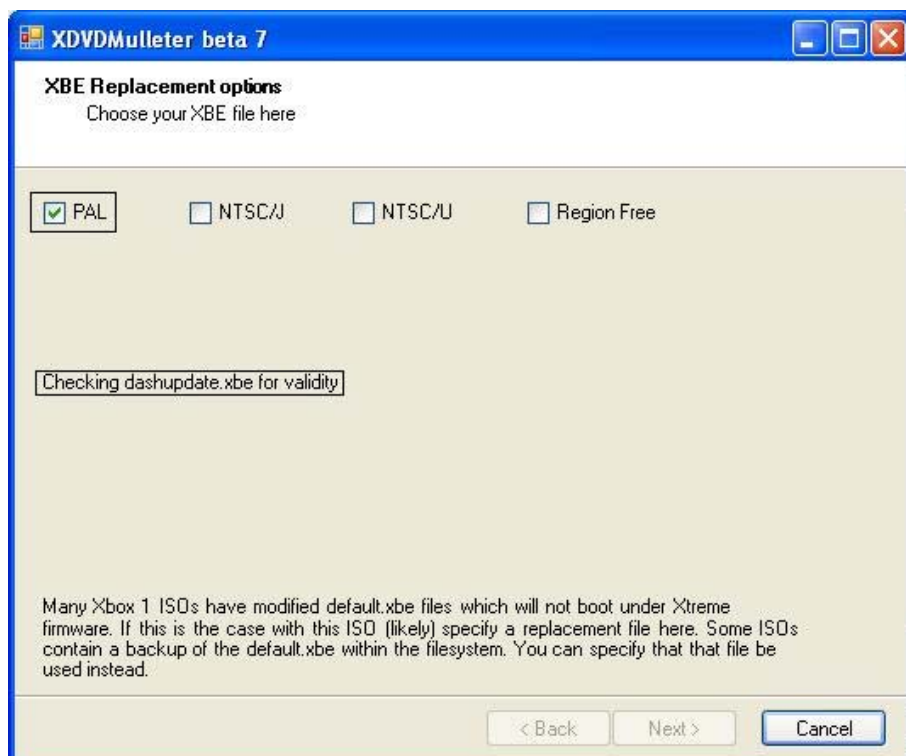 XDVDMulleter beta 7
XBE Replacement options
Choose your XBE file here
PAL NTSC/J NTSC/U Region Free
Checking dashupdate.xbe for validity
Many Xbox 1 ISOs have modified default.xbe files which will not boot under Xtreme
firmware. If this is the case with this ISO (likely) specify a replacement file here. Some ISOs
contain a backup of the default.xbe within the filesystem. You can specify that that file be
used instead.
< Back Next > Cancel